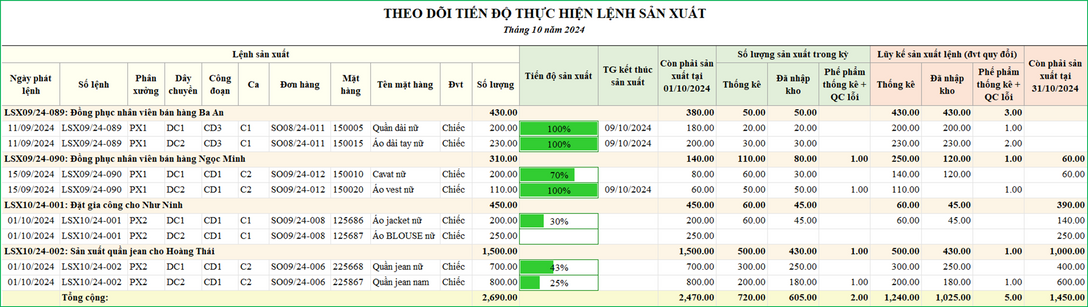 THEO DÕI TIẾN ĐỘ THỰC HIỆN LỆNH SẢN XUẤT
Tháng 10 năm 2024
Lệnh sản xuất Tiến độ sản xuất TG kết thúc sản xuất Còn phải sản xuất tại 01/10/2024 Số lượng sản xuất trong kỳ Lũy kế sản xuất lệnh (đvt quy đổi) Còn phải sản xuất tại 31/10/2024
Ngày phát lệnh Số lệnh Phân xưởng Dây chuyền Công đoạn Ca Đơn hàng Mặt hàng Tên mặt hàng Đvt Số lượng Thống kê Đã nhập kho Phế phẩm thống kê + QC lỗi Thống kê Đã nhập kho Phế phẩm thống kê + QC lỗi
LSX09/24-089: Đồng phục nhân viên bán hàng Ba An 430.00 380.00 50.00 50.00 430.00 430.00 3.00
11/09/2024 LSX09/24-089 PX1 DC1 CD3 C1 SO08/24-011 150005 Quần dài nữ Chiếc 200.00 100% 09/10/2024 180.00 20.00 20.00 200.00 200.00 1.00
11/09/2024 LSX09/24-089 PX1 DC2 CD3 C1 SO08/24-011 150015 Áo dài tay nữ Chiếc 230.00 100% 09/10/2024 200.00 30.00 30.00 230.00 230.00 2.00
LSX09/24-090: Đồng phục nhân viên bán hàng Ngọc Minh 310.00 140.00 110.00 80.00 1.00 250.00 120.00 1.00 60.00
15/09/2024 LSX09/24-090 PX1 DC1 CD1 C2 SO09/24-012 150010 Cavat nữ Chiếc 200.00 70% 80.00 60.00 30.00 140.00 120.00 60.00
15/09/2024 LSX09/24-090 PX1 DC2 CD1 C2 SO09/24-012 150020 Áo vest nữ Chiếc 110.00 100% 09/10/2024 60.00 50.00 50.00 1.00 110.00 1.00
LSX10/24-001: Đặt gia công cho Như Ninh 450.00 450.00 60.00 45.00 60.00 45.00 390.00
01/10/2024 LSX10/24-001 PX2 DC1 CD1 C1 SO09/24-008 125686 Áo jacket nữ Chiếc 200.00 30% 200.00 60.00 45.00 60.00 45.00 140.00
01/10/2024 LSX10/24-001 PX2 DC2 CD1 C1 SO09/24-008 125687 Áo BLOUSE nữ Chiếc 250.00 250.00 250.00
LSX10/24-002: Sản xuất quần jean cho Hoàng Thái 1,500.00 1,500.00 500.00 430.00 1.00 500.00 430.00 1.00 1,000.00
01/10/2024 LSX10/24-002 PX2 DC1 CD1 C2 SO09/24-006 225668 Quần jean nữ Chiếc 700.00 43% 700.00 300.00 250.00 300.00 250.00 400.00
01/10/2024 LSX10/24-002 PX2 DC2 CD1 C2 SO09/24-006 225867 Quần jean nam Chiếc 800.00 25% 800.00 200.00 180.00 1.00 200.00 180.00 1.00 600.00
Tổng cộng: 2,690.00 2,470.00 720.00 605.00 2.00 1,240.00 1,025.00 5.00 1,450.00